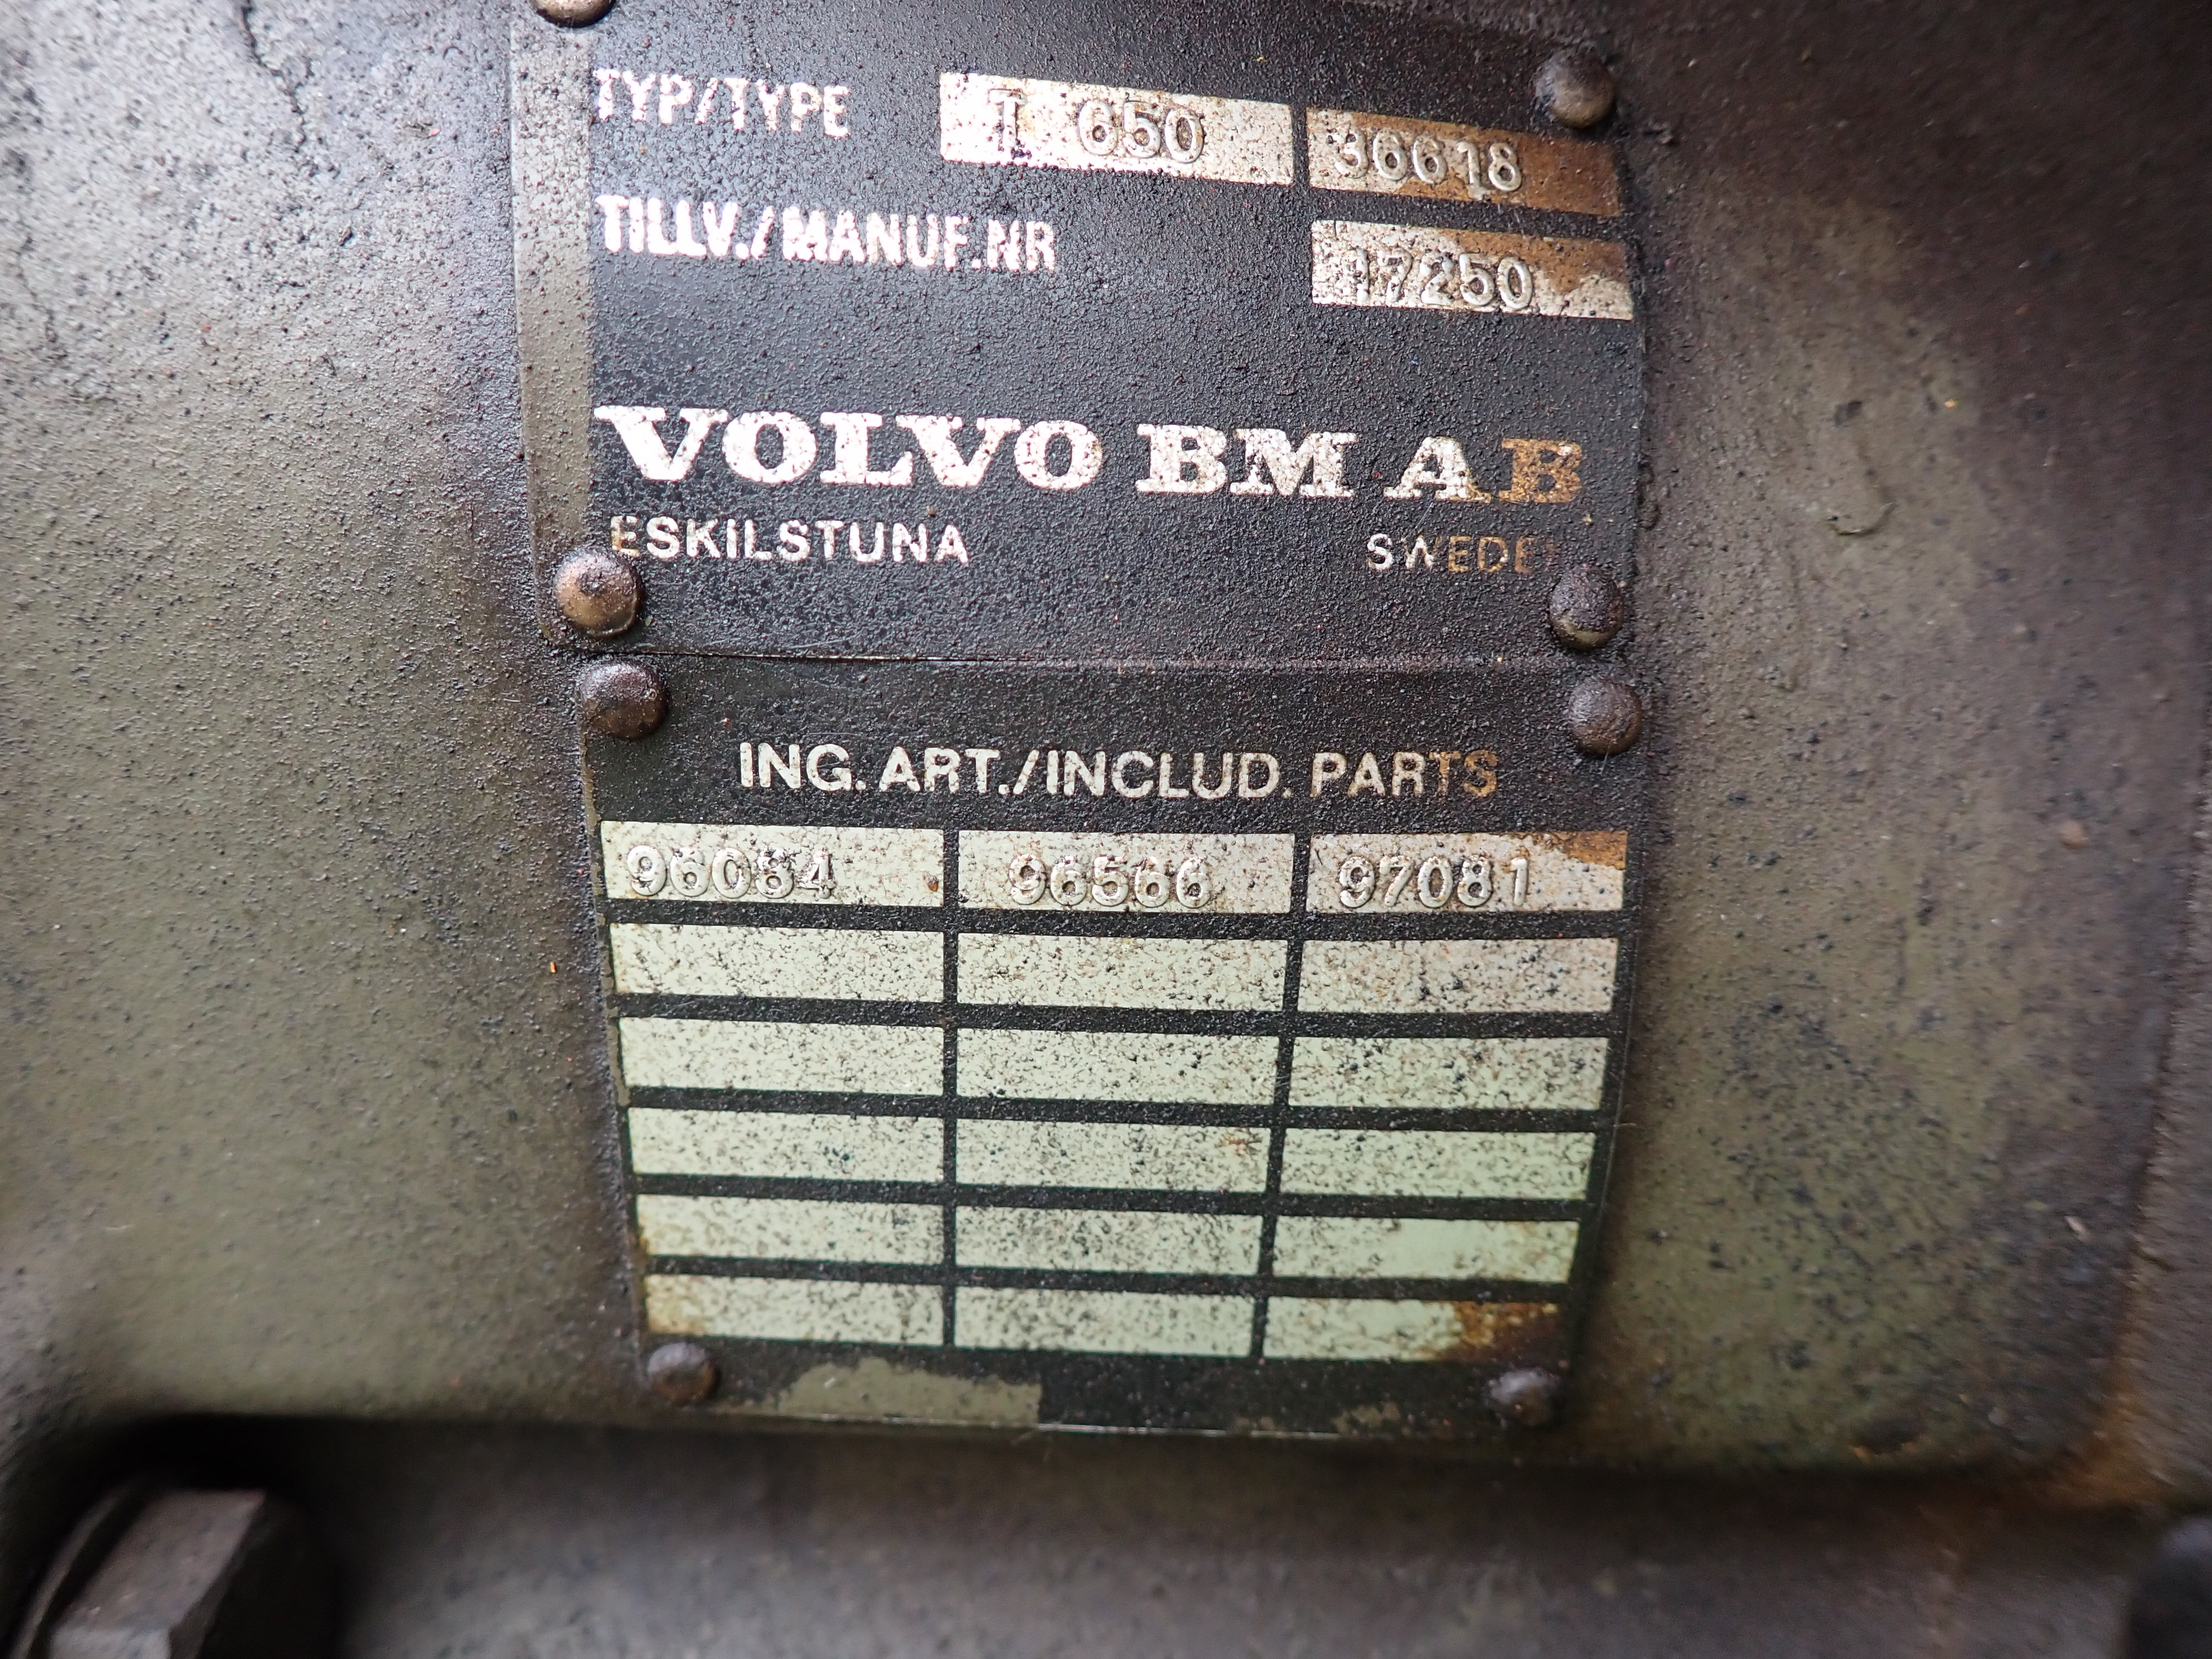 TYP/TYPE T 650 36618
TILLV./MANUF.NR 17250
VOLVO BM AB
ESKILSTUNA SWEDEN
ING. ART./INCLUD. PARTS
96084 96566 97081